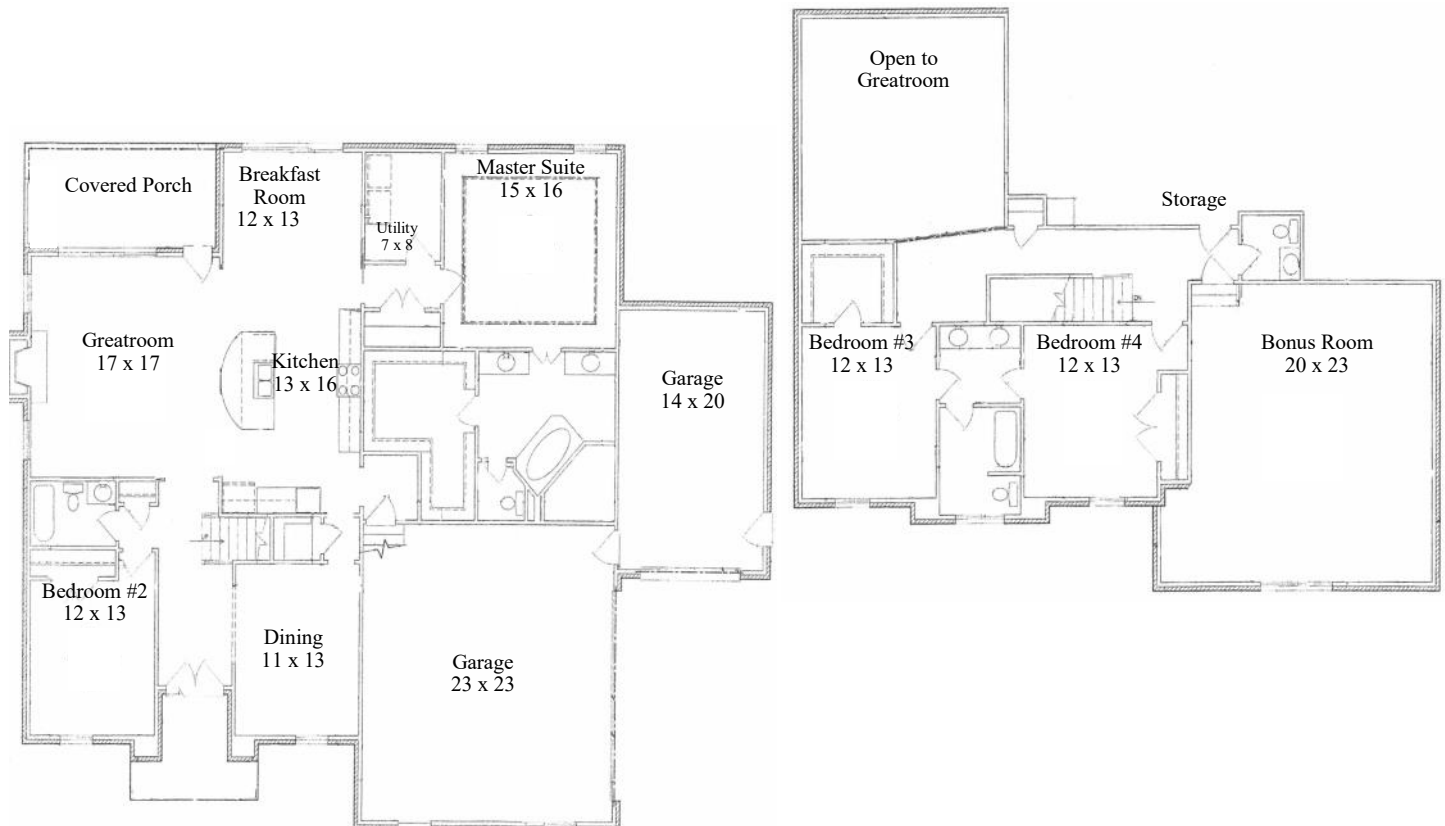 Covered Porch
Breakfast
Room
12 x 13
Utility
7 x 8
Master Suite
15 x 16
Greatroom
17 x 17
Kitchen
13 x 16
Garage
14 x 20
Bedroom #2
12 x 13
Dining
11 x 13
Garage
23 x 23
Open to
Greatroom
Storage
Bedroom #3
12 x 13
Bedroom #4
12 x 13
Bonus Room
20 x 23